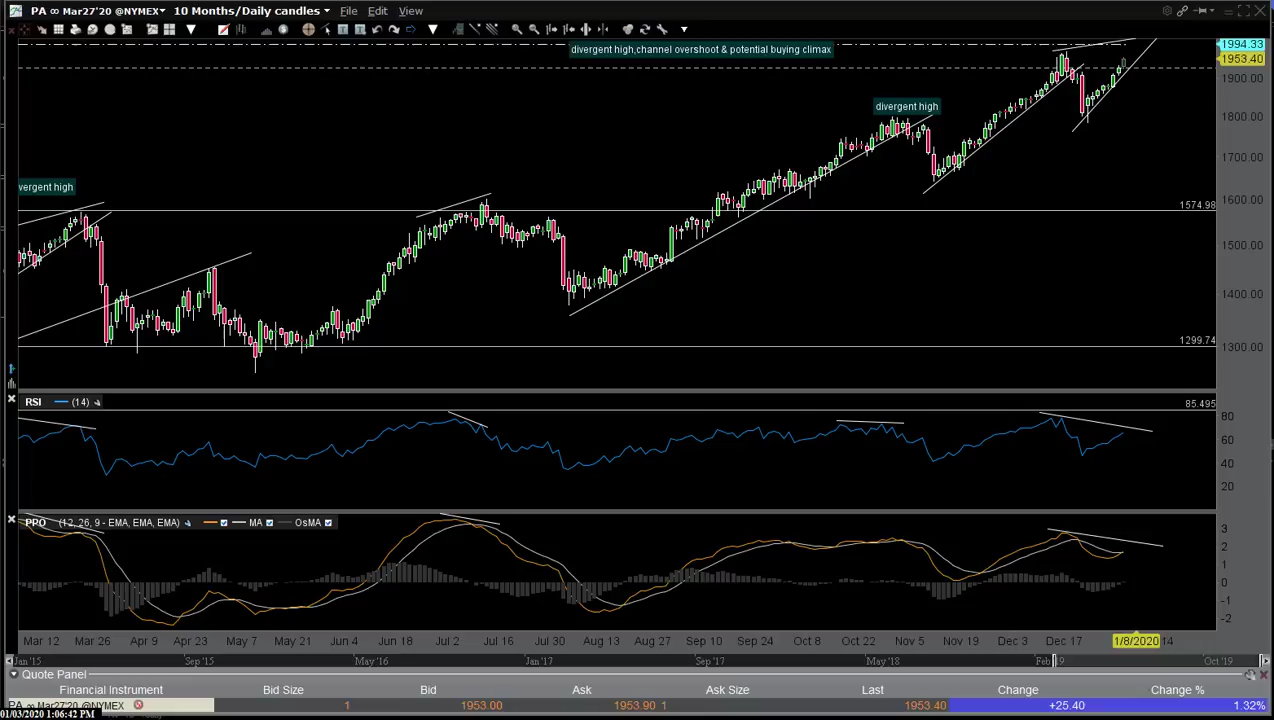 PA ∞ Mar27'20 @NYMEX 10 Months/Daily candles File Edit View
divergent high,channel overshoot & potential buying climax
1994.33
1953.40
1900.00
divergent high
1800.00
1700.00
vergent high
1600.00
1574.98
1500.00
1400.00
1299.74
1300.00
RSI (14)
85.495
80
60
40
20
PPO (12, 26, 9 - EMA, EMA, EMA) MA OsMA
3
2
1
0
-1
-2
Mar 12 Mar 26 Apr 9 Apr 23 May 7 May 21 Jun 4 Jun 18 Jul 2 Jul 16 Jul 30 Aug 13 Aug 27 Sep 10 Sep 24 Oct 8 Oct 22 Nov 5 Nov 19 Dec 3 Dec 17 1/8/2020 14
Jan '15 Sep '15 May '16 Jan '17 Sep '17 May '18 Feb 9 Oct '19
Quote Panel
Financial Instrument Bid Size Bid Ask Ask Size Last Change Change %
PA ∞ Mar27'20 @NYMEX 1 1953.00 1953.90 1 1953.40 +25.40 1.32%
01/03/2020 1:06:42 PM